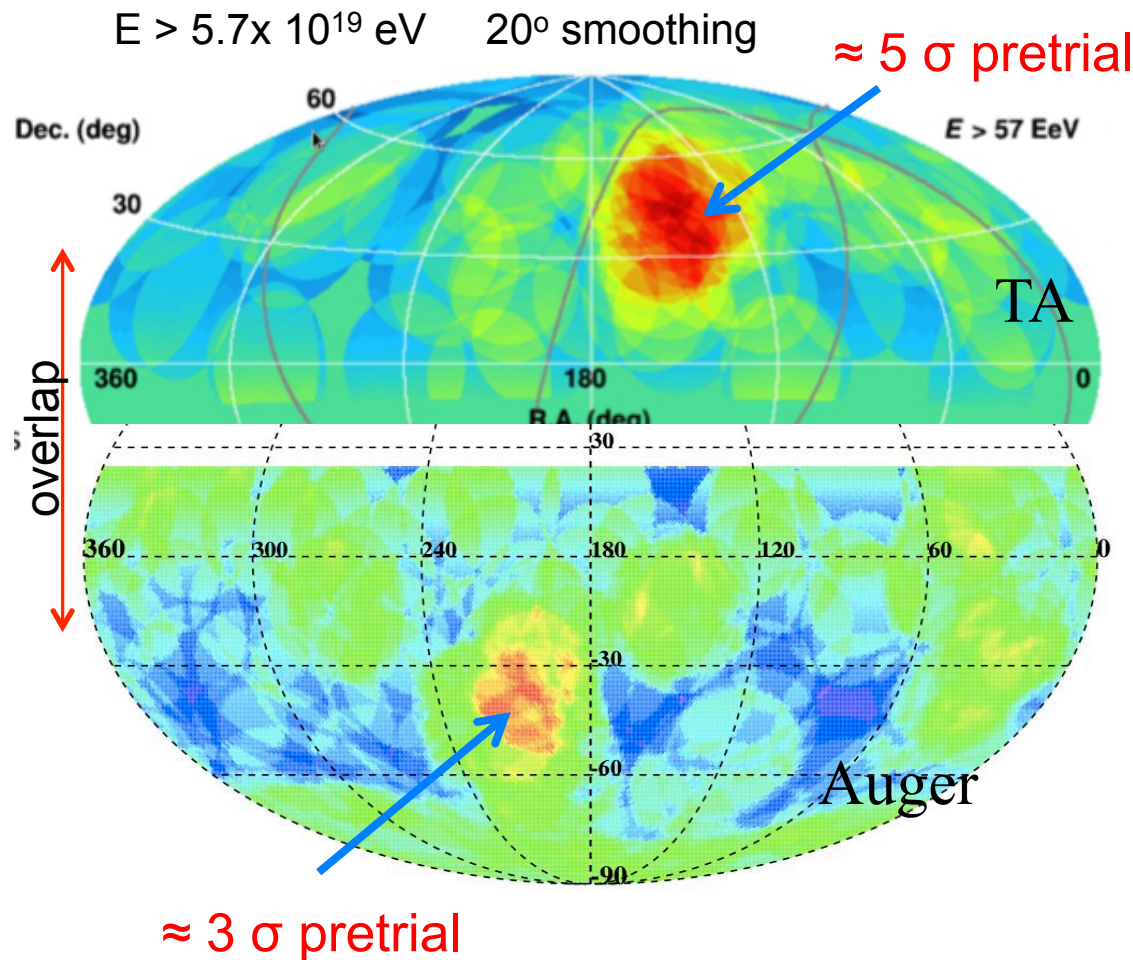 E > 5.7x 10¹⁹ eV 20º smoothing
≈ 5 σ pretrial
60
Dec. (deg)
E > 57 EeV
30
TA
overlap
360 180 0
R.A. (deg)
30
360 300 240 180 120 60 0
-30
-60
Auger
-90
≈ 3 σ pretrial